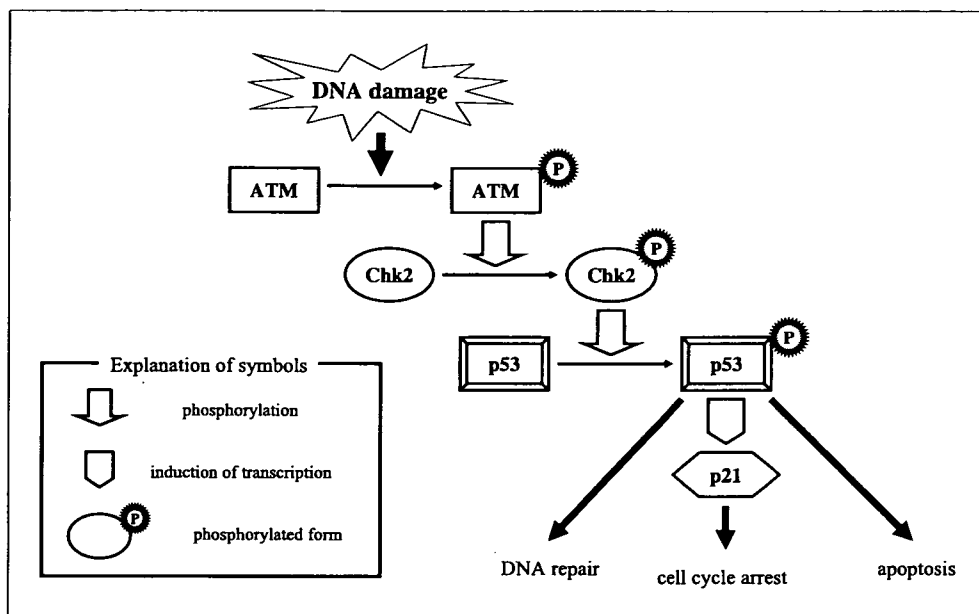 DNA damage
P
ATM
ATM
P
Chk2
Chk2
P
p53
p53
Explanation of symbols
phosphorylation
p21
induction of transcription
P
phosphorylated form
DNA repair
cell cycle arrest
apoptosis